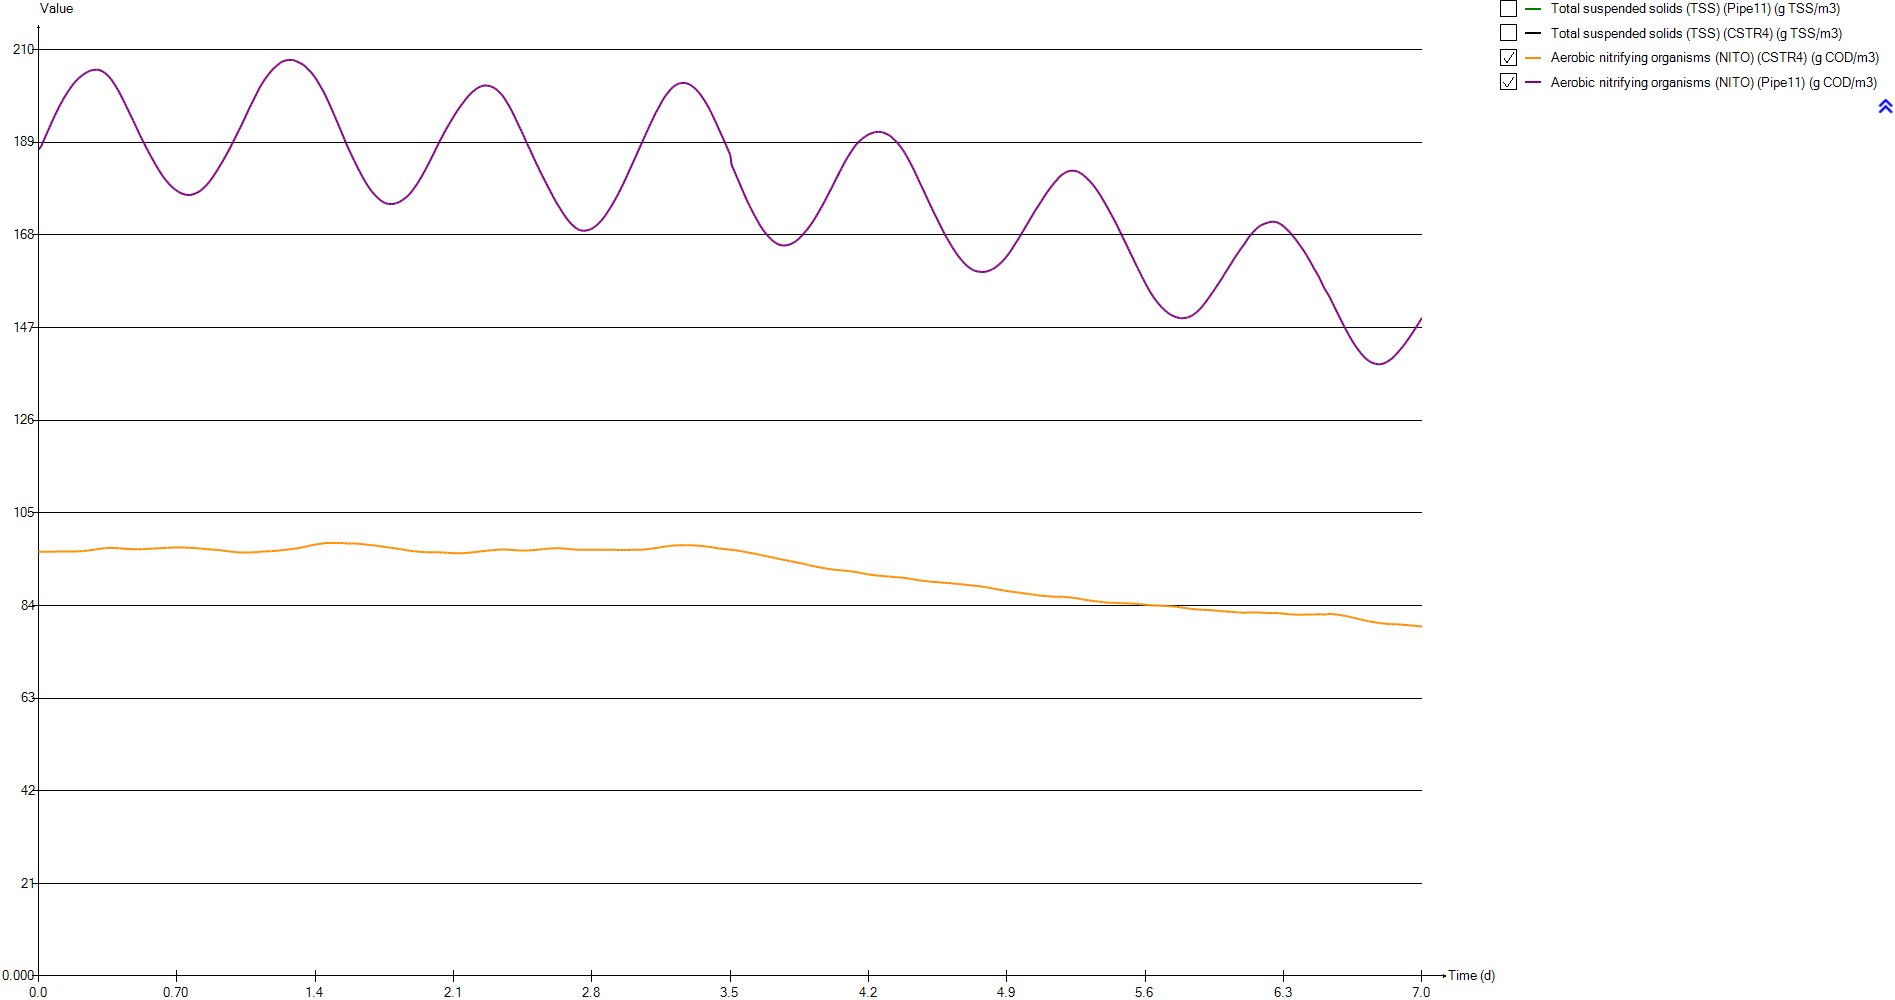 Value
210
189
168
147
126
105
84
63
42
21
0.000
0.0 0.70 1.4 2.1 2.8 3.5 4.2 4.9 5.6 6.3 7.0
Time (d)
Total suspended solids (TSS) (Pipe11) (g TSS/m3)
Total suspended solids (TSS) (CSTR4) (g TSS/m3)
Aerobic nitrifying organisms (NITO) (CSTR4) (g COD/m3)
Aerobic nitrifying organisms (NITO) (Pipe11) (g COD/m3)